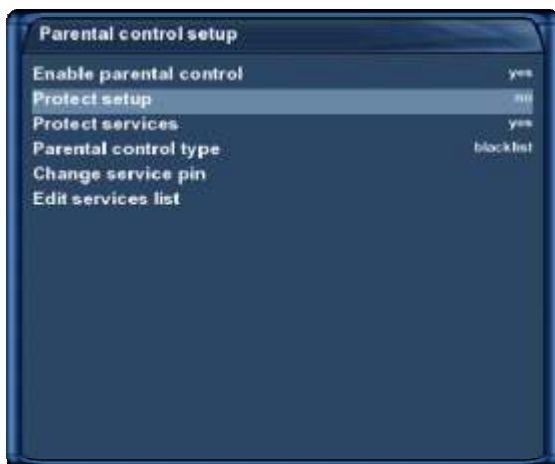 Parental control setup
Enable parental control yes
Protect setup no
Protect services yes
Parental control type blacklist
Change service pin
Edit services list